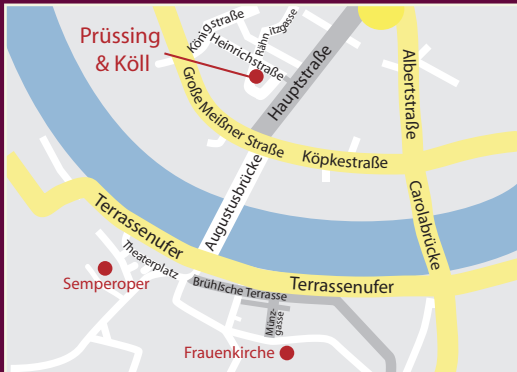 Königstraße
Rähnitzgasse
Prüssing
& Köll
Heinrichstraße
Hauptstraße
Albertstraße
Große Meißner Straße
Köpkestraße
Augustusbrücke
Carolabrücke
Terrassenufer
Theaterplatz
Semperoper
Brühlsche Terrasse
Terrassenufer
Münz-
gasse
Frauenkirche